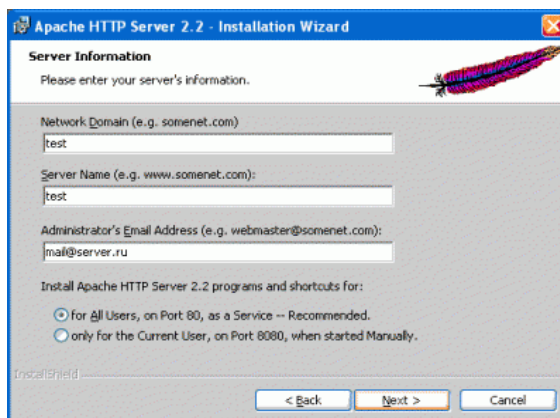 Apache HTTP Server 2.2 - Installation Wizard
Server Information
Please enter your server's information.
Network Domain (e.g. somenet.com)
test
Server Name (e.g. www.somenet.com):
test
Administrator's Email Address (e.g. webmaster@somenet.com):
mail@server.ru
Install Apache HTTP Server 2.2 programs and shortcuts for:
for All Users, on Port 80, as a Service -- Recommended.
only for the Current User, on Port 8080, when started Manually.
InstallShield
< Back
Next >
Cancel